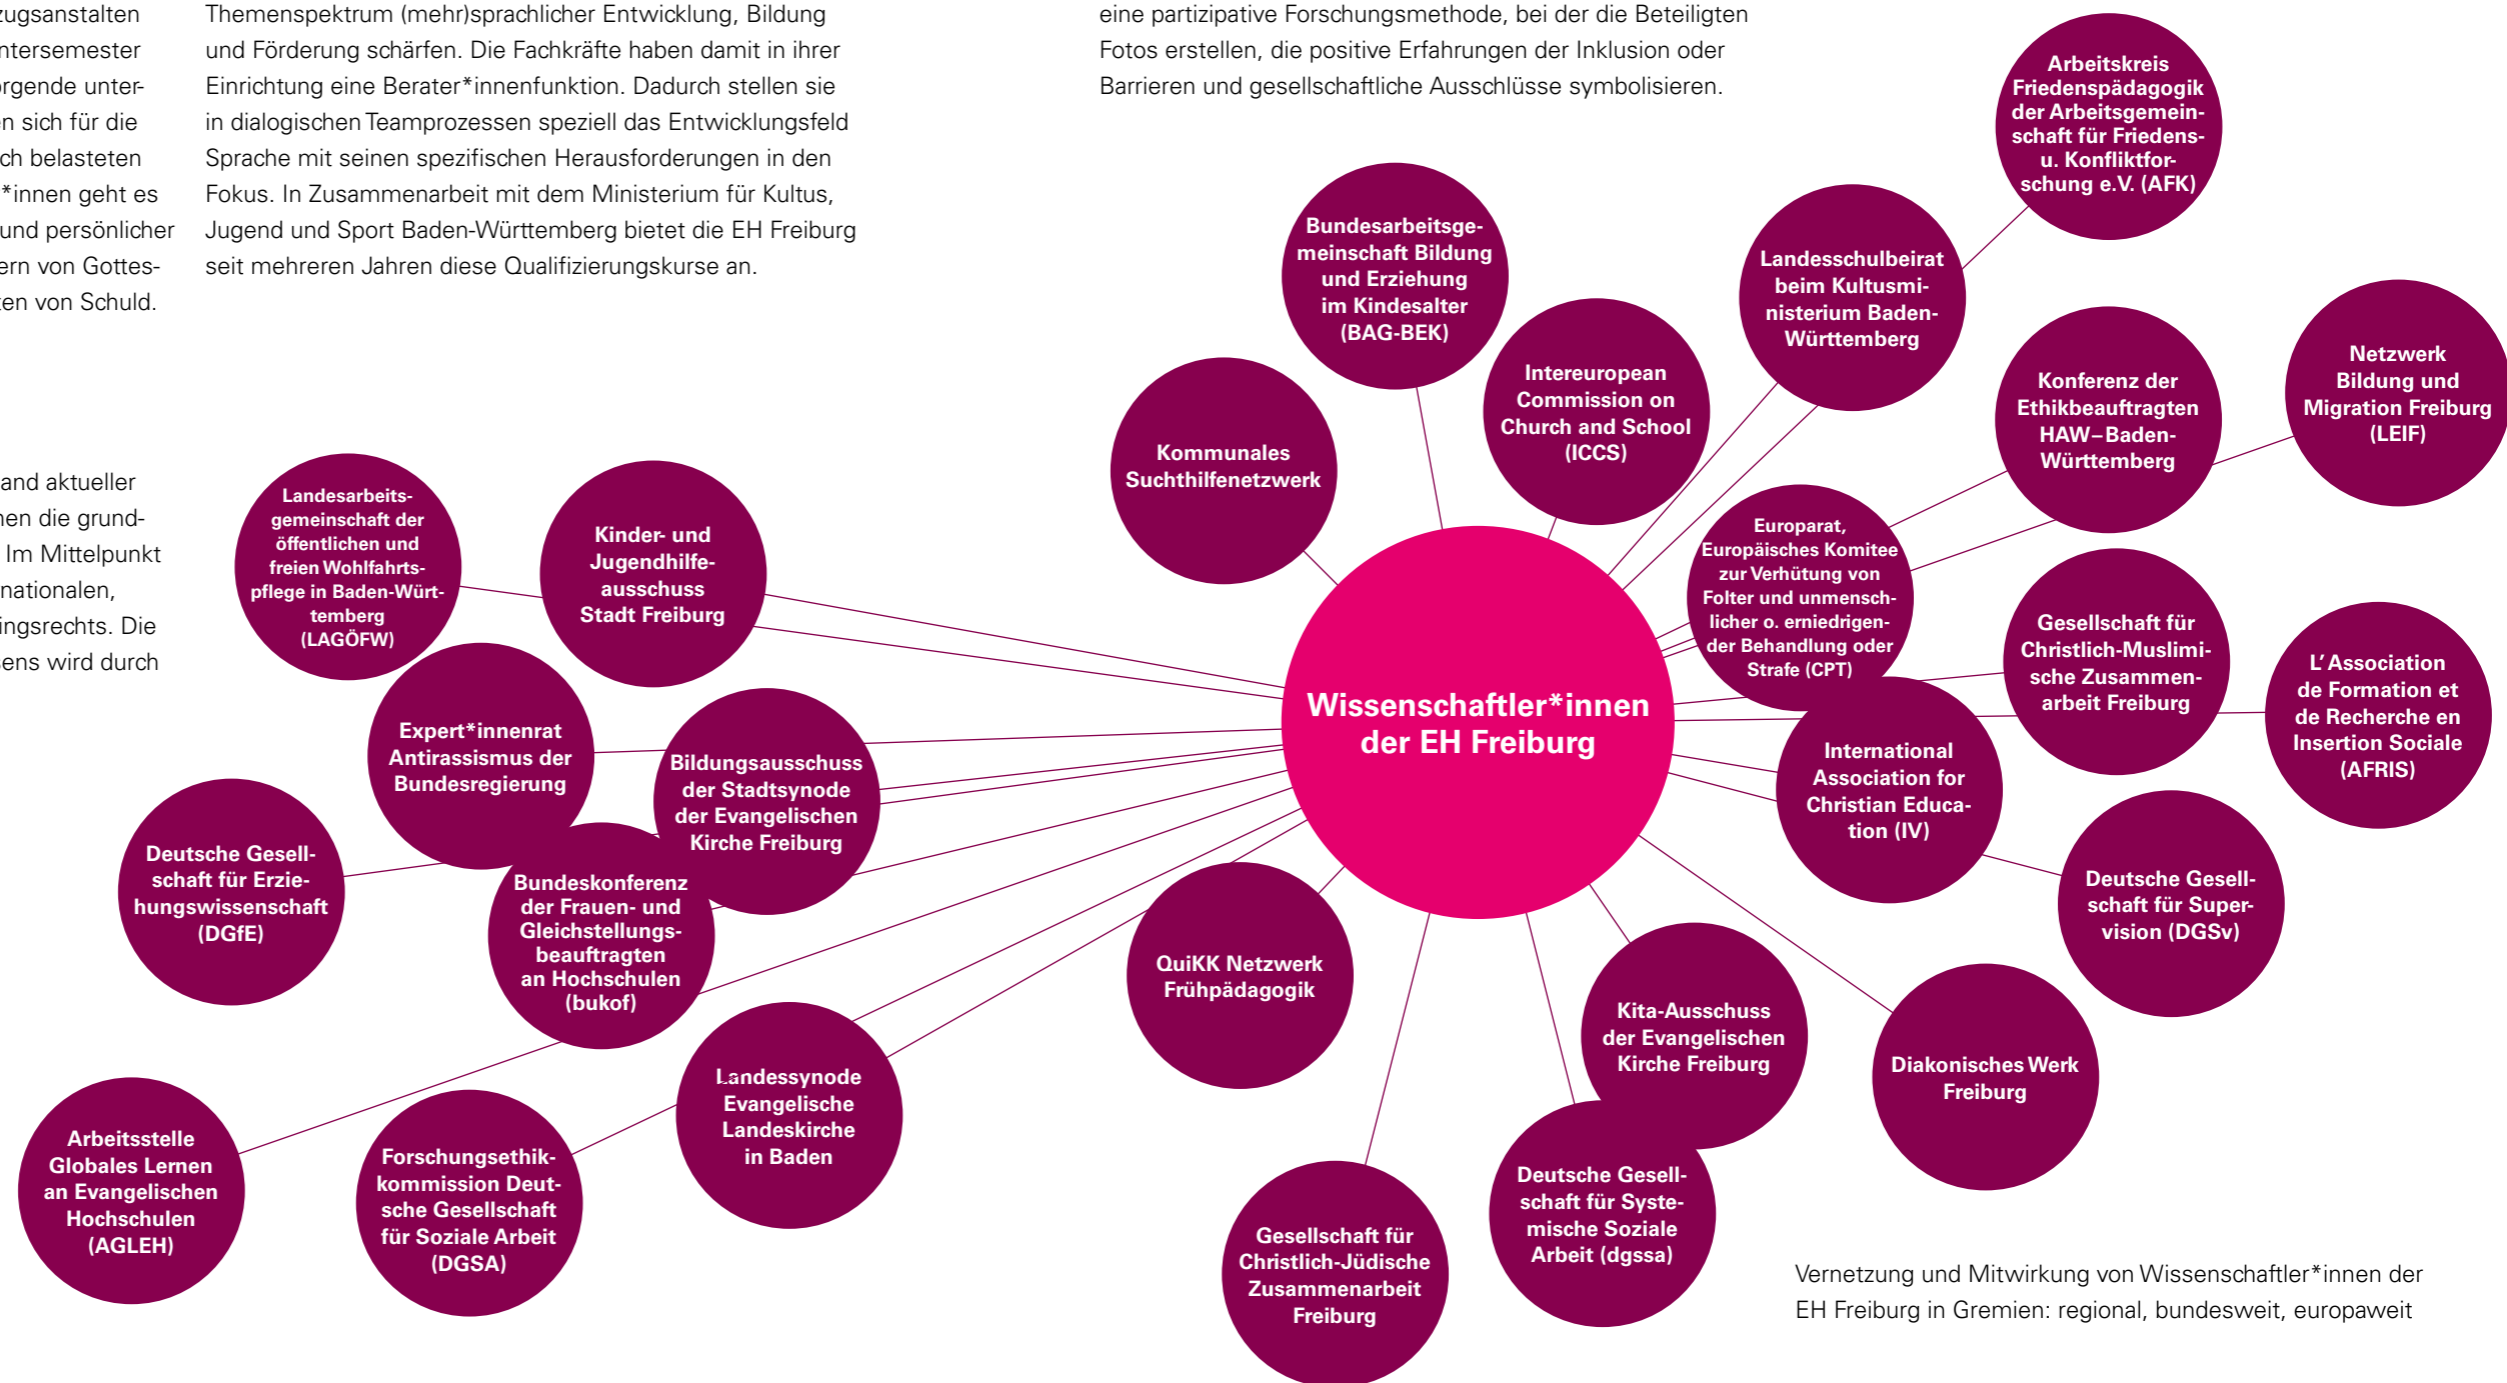 zugsanstalten
ntersemester
orgende unter-
en sich für die
ch belasteten
*innen geht es
und persönlicher
ern von Gottes-
ten von Schuld.
and aktueller
nen die grund-
Im Mittelpunkt
nationalen,
ingsrechts. Die
sens wird durch
Themenspektrum (mehr)sprachlicher Entwicklung, Bildung
und Förderung schärfen. Die Fachkräfte haben damit in ihrer
Einrichtung eine Berater*innenfunktion. Dadurch stellen sie
in dialogischen Teamprozessen speziell das Entwicklungsfeld
Sprache mit seinen spezifischen Herausforderungen in den
Fokus. In Zusammenarbeit mit dem Ministerium für Kultus,
Jugend und Sport Baden-Württemberg bietet die EH Freiburg
seit mehreren Jahren diese Qualifizierungskurse an.
eine partizipative Forschungsmethode, bei der die Beteiligten
Fotos erstellen, die positive Erfahrungen der Inklusion oder
Barrieren und gesellschaftliche Ausschlüsse symbolisieren.
Arbeitskreis
Friedenspädagogik
der Arbeitsgemein-
schaft für Friedens-
u. Konfliktfor-
schung e.V. (AFK)
Bundesarbeitsge-
meinschaft Bildung
und Erziehung
im Kindesalter
(BAG-BEK)
Landesschulbeirat
beim Kultusmi-
nisterium Baden-
Württemberg
Intereuropean
Commission on
Church and School
(ICCS)
Konferenz der
Ethikbeauftragten
HAW–Baden-
Württemberg
Netzwerk
Bildung und
Migration Freiburg
(LEIF)
Kommunales
Suchthilfenetzwerk
Landesarbeits-
gemeinschaft der
öffentlichen und
freien Wohlfahrts-
pflege in Baden-Würt-
temberg
(LAGÖFW)
Kinder- und
Jugendhilfe-
ausschuss
Stadt Freiburg
Europarat,
Europäisches Komitee
zur Verhütung von
Folter und unmensch-
licher o. erniedrigen-
der Behandlung oder
Strafe (CPT)
Gesellschaft für
Christlich-Muslimi-
sche Zusammen-
arbeit Freiburg
L'Association
de Formation et
de Recherche en
Insertion Sociale
(AFRIS)
Wissenschaftler*innen
der EH Freiburg
Expert*innenrat
Antirassismus der
Bundesregierung
Bildungsausschuss
der Stadtsynode
der Evangelischen
Kirche Freiburg
International
Association for
Christian Educa-
tion (IV)
Deutsche Gesell-
schaft für Erzie-
hungswissenschaft
(DGfE)
Bundeskonferenz
der Frauen- und
Gleichstellungs-
beauftragten
an Hochschulen
(bukof)
Deutsche Gesell-
schaft für Super-
vision (DGSv)
QuiKK Netzwerk
Frühpädagogik
Kita-Ausschuss
der Evangelischen
Kirche Freiburg
Diakonisches Werk
Freiburg
Landessynode
Evangelische
Landeskirche
in Baden
Arbeitsstelle
Globales Lernen
an Evangelischen
Hochschulen
(AGLEH)
Forschungsethik-
kommission Deut-
sche Gesellschaft
für Soziale Arbeit
(DGSA)
Deutsche Gesell-
schaft für Syste-
mische Soziale
Arbeit (dgssa)
Gesellschaft für
Christlich-Jüdische
Zusammenarbeit
Freiburg
Vernetzung und Mitwirkung von Wissenschaftler*innen der
EH Freiburg in Gremien: regional, bundesweit, europaweit